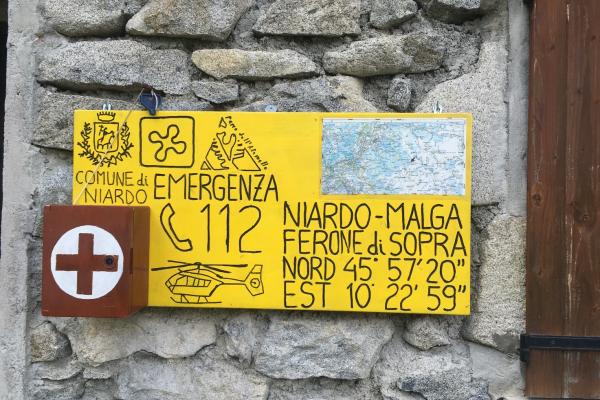 COMUNE di
NIARDO
EMERGENZA
112
NIARDO-MALGA
FERONE di SOPRA
NORD 45° 57' 20"
EST 10° 22' 59"